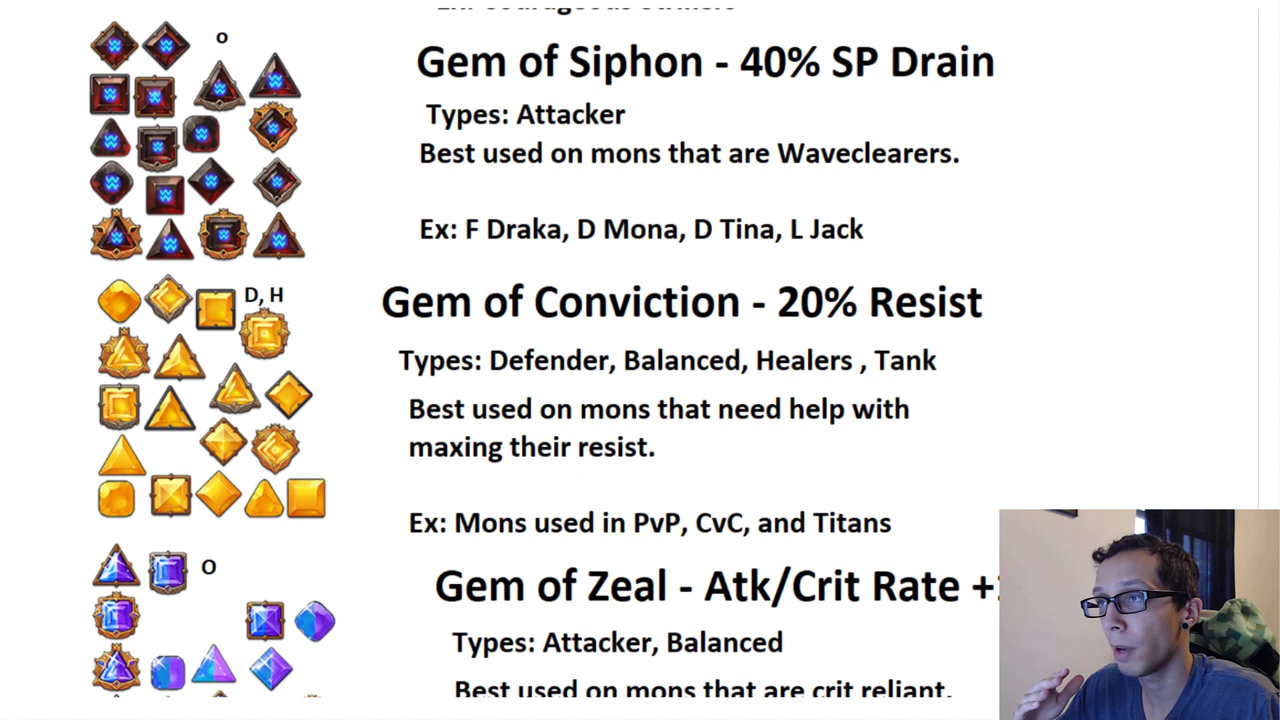 o
Gem of Siphon - 40% SP Drain
Types: Attacker
Best used on mons that are Waveclearers.
Ex: F Draka, D Mona, D Tina, L Jack
D, H
Gem of Conviction - 20% Resist
Types: Defender, Balanced, Healers , Tank
Best used on mons that need help with
maxing their resist.
Ex: Mons used in PvP, CvC, and Titans
O
Gem of Zeal - Atk/Crit Rate +
Types: Attacker, Balanced
Best used on mons that are crit reliant.